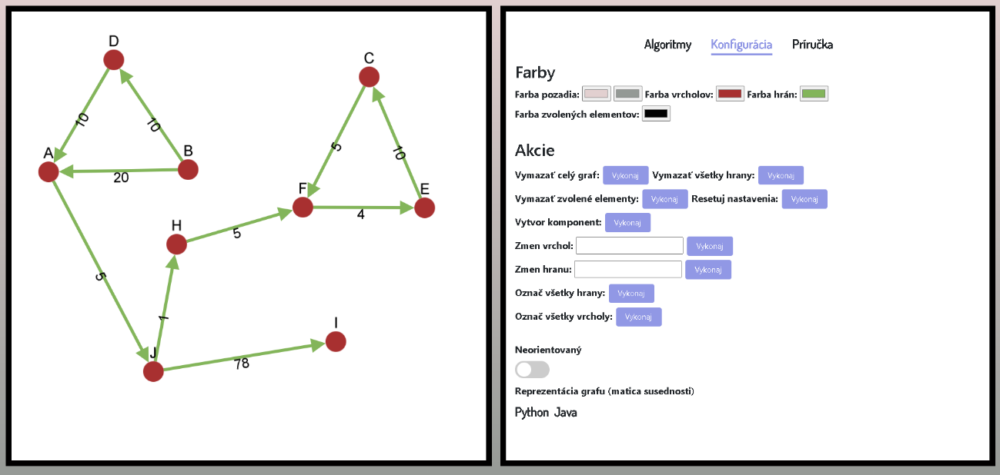 D
C
10
10
A
B
5
10
20
F
E
4
H
5
5
1
I
J
78
Algoritmy Konfigurácia Príručka
Farby
Farba pozadia: Farba vrcholov: Farba hrán:
Farba zvolených elementov:
Akcie
Vymazať celý graf: Vykonaj Vymazať všetky hrany: Vykonaj
Vymazať zvolené elementy: Vykonaj Resetuj nastavenia: Vykonaj
Vytvor komponent: Vykonaj
Zmen vrchol: Vykonaj
Zmen hranu: Vykonaj
Označ všetky hrany: Vykonaj
Označ všetky vrcholy: Vykonaj
Neorientovaný
Reprezentácia grafu (matica susednosti)
Python Java